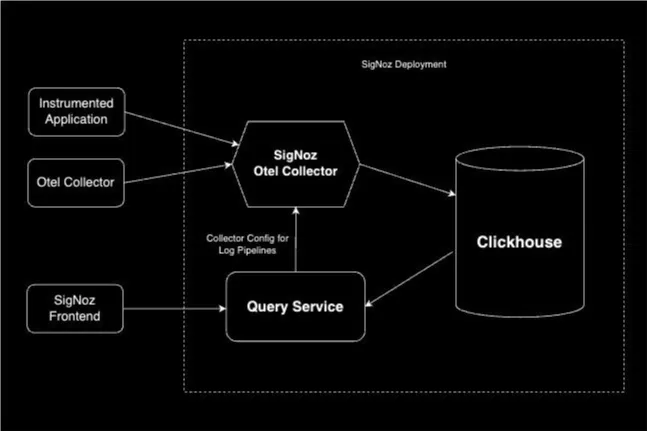 SigNoz Deployment
Instrumented
Application
SigNoz
Otel Collector
Otel Collector
Clickhouse
Collector Config for
Log Pipelines
SigNoz
Frontend
Query Service